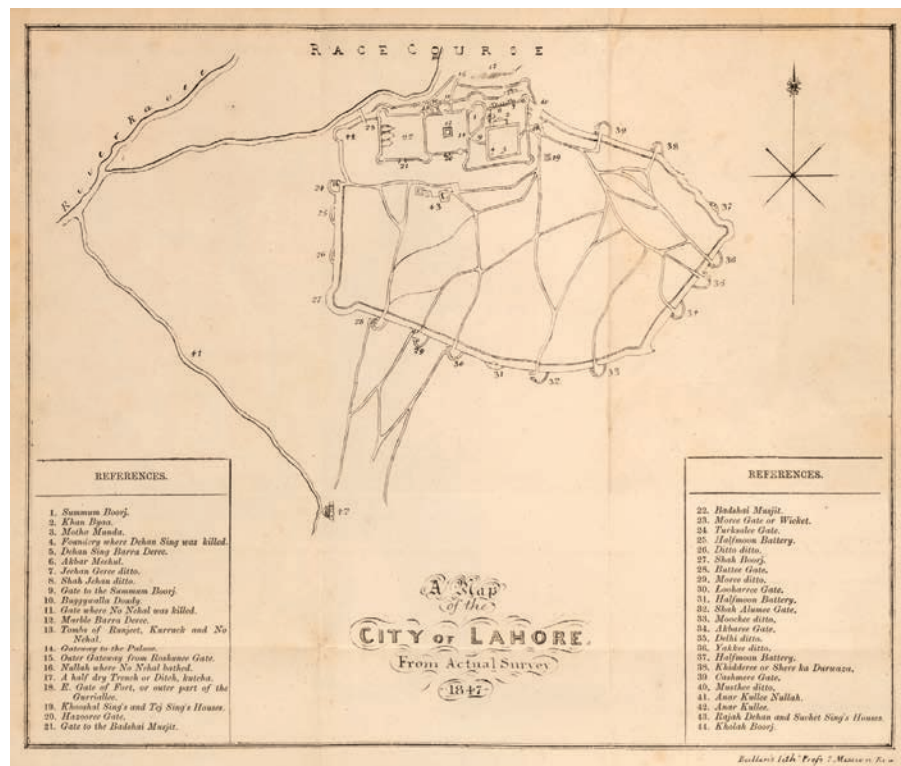 RACE COURSE
River Ravee
REFERENCES.
1. Summum Boorj.
2. Khan Byaa.
3. Motha Munda.
4. Foundery where Dehan Sing was killed.
5. Dehan Sing Barra Deree.
6. Akbar Meehul.
7. Jeehan Geree ditto.
8. Shah Jehan ditto.
9. Gate to the Summum Boorj.
10. Buggywalla Doudy.
11. Gate where No Nehal was killed.
12. Marble Barra Deree.
13. Tombs of Runjeet, Kurrack and No
Nehal.
14. Gateway to the Palace.
15. Outer Gateway from Roshanee Gate.
16. Nullah where No Nehal bathed.
17. A half dry Trench or Ditch, kutcha.
18. E. Gate of Fort, or outer part of the
Gurriallee.
19. Khooshal Sing's and Tej Sing's Houses.
20. Hazooree Gate.
21. Gate to the Badshai Musjit.
A Map
of the
CITY OF LAHORE.
From Actual Survey
1847
REFERENCES.
22. Badshai Musjit.
23. Moree Gate or Wicket.
24. Turksalee Gate.
25. Halfmoon Battery.
26. Ditto ditto.
27. Shah Boorj.
28. Battee Gate.
29. Moree ditto.
30. Looharree Gate.
31. Halfmoon Battery.
32. Shah Alumee Gate.
33. Moochee ditto.
34. Akbaree Gate.
35. Delhi ditto.
36. Yakkee ditto.
37. Halfmoon Battery.
38. Khidderee or Shere ka Durwaza.
39. Cashmere Gate.
40. Musthee ditto.
41. Anar Kullee Nullah.
42. Anar Kullee.
43. Rajah Dehan and Suchet Sing's Houses.
44. Kholah Boorj.